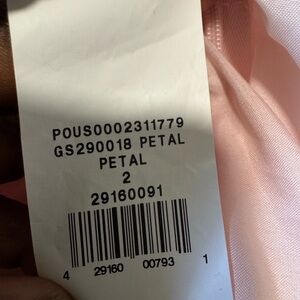 POUS0002311779
GS290018 PETAL
PETAL
2
29160091
4 29160 00793 1